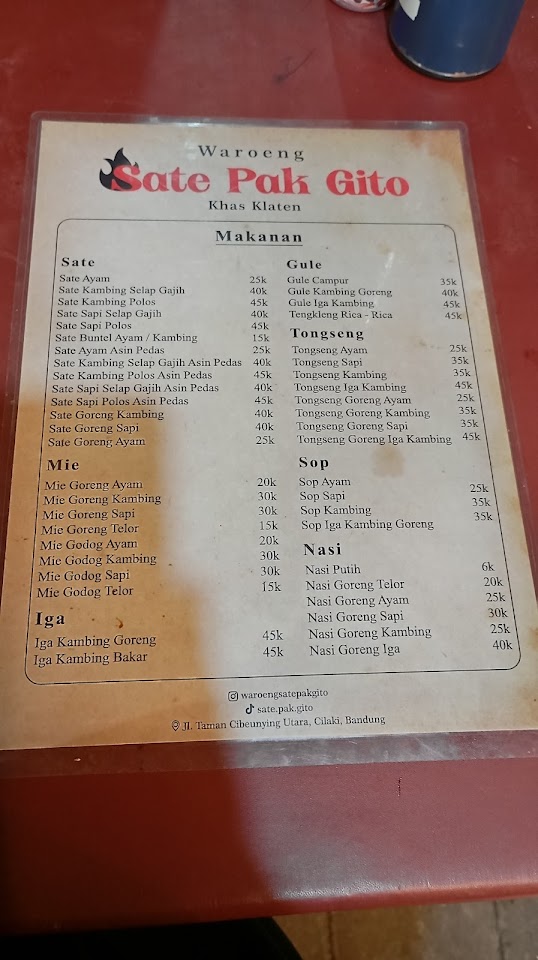 Waroeng
Sate Pak Gito
Khas Klaten
Makanan
Sate
Sate Ayam 25k
Sate Kambing Selap Gajih 40k
Sate Kambing Polos 45k
Sate Sapi Selap Gajih 40k
Sate Sapi Polos 45k
Sate Buntel Ayam / Kambing 15k
Sate Ayam Asin Pedas 25k
Sate Kambing Selap Gajih Asin Pedas 40k
Sate Kambing Polos Asin Pedas 45k
Sate Sapi Selap Gajih Asin Pedas 40k
Sate Sapi Polos Asin Pedas 45k
Sate Goreng Kambing 40k
Sate Goreng Sapi 40k
Sate Goreng Ayam 25k
Mie
Mie Goreng Ayam 20k
Mie Goreng Kambing 30k
Mie Goreng Sapi 30k
Mie Goreng Telor 15k
Mie Godog Ayam 20k
Mie Godog Kambing 30k
Mie Godog Sapi 30k
Mie Godog Telor 15k
Iga
Iga Kambing Goreng 45k
Iga Kambing Bakar 45k
Gule
Gule Campur 35k
Gule Kambing Goreng 40k
Gule Iga Kambing 45k
Tengkleng Rica - Rica 45k
Tongseng
Tongseng Ayam 25k
Tongseng Sapi 35k
Tongseng Kambing 35k
Tongseng Iga Kambing 45k
Tongseng Goreng Ayam 25k
Tongseng Goreng Kambing 35k
Tongseng Goreng Sapi 35k
Tongseng Goreng Iga Kambing 45k
Sop
Sop Ayam 25k
Sop Sapi 35k
Sop Kambing 35k
Sop Iga Kambing Goreng
Nasi
Nasi Putih 6k
Nasi Goreng Telor 20k
Nasi Goreng Ayam 25k
Nasi Goreng Sapi 30k
Nasi Goreng Kambing 25k
Nasi Goreng Iga 40k
waroengsatepakgito
sate.pak.gito
Jl. Taman Cibeunying Utara, Cilaki, Bandung